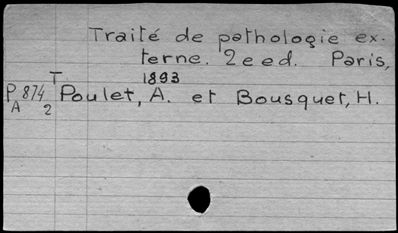 Traité de pathologie ex-
terne. 2e ed. Paris,
T. 1893
P 874 Poulet, A. et Bousquet, H.
A 2